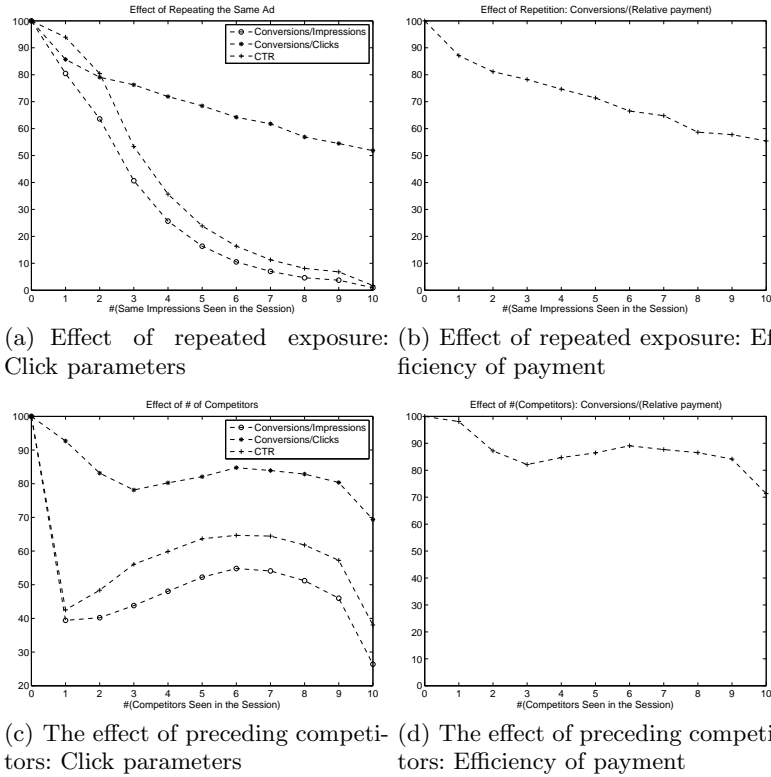 Effect of Repeating the Same Ad
Conversions/Impressions
Conversions/Clicks
CTR
100
90
80
70
60
50
40
30
20
10
0
0 1 2 3 4 5 6 7 8 9 10
#(Same Impressions Seen in the Session)
(a) Effect of repeated exposure: Click parameters
Effect of Repetition: Conversions/(Relative payment)
100
90
80
70
60
50
40
30
20
10
0
0 1 2 3 4 5 6 7 8 9 10
#(Same Impressions Seen in the Session)
(b) Effect of repeated exposure: Ef
ficiency of payment
Effect of # of Competitors
Conversions/Impressions
Conversions/Clicks
CTR
100
90
80
70
60
50
40
30
20
0 1 2 3 4 5 6 7 8 9 10
#(Competitors Seen in the Session)
(c) The effect of preceding competi-
tors: Click parameters
Effect of #(Competitors): Conversions/(Relative payment)
100
90
80
70
60
50
40
30
20
10
0
0 1 2 3 4 5 6 7 8 9 10
#(Competitors Seen in the Session)
(d) The effect of preceding competi
tors: Efficiency of payment